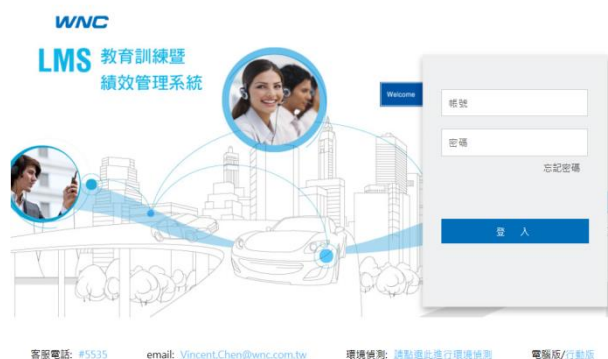 WNC
LMS 教育訓練暨
績效管理系統
Welcome
帳號
密碼
忘記密碼
登 入
客服電話: #5535 email: Vincent.Chen@wnc.com.tw 環境偵測: 請點選此進行環境偵測 電腦版/行動版